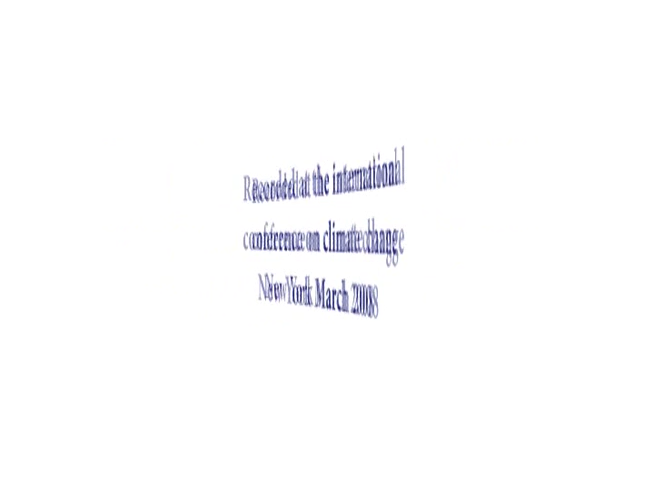 Recorded at the international
conference on climate change
New York March 2008